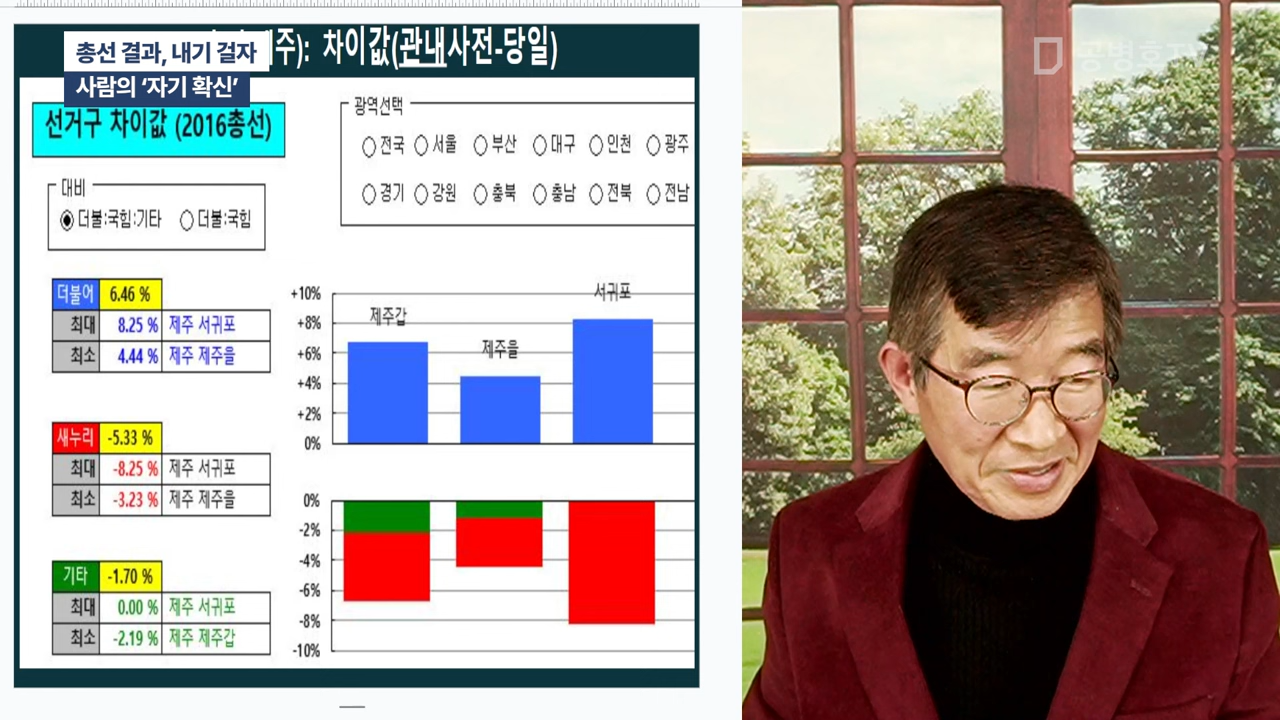 총선 결과, 내기 걸자
사람의 ‘자기 확신’
주): 차이값(관내사전-당일)
공병호TV
선거구 차이값 (2016총선)
광역선택
전국 서울 부산 대구 인천 광주
경기 강원 충북 충남 전북 전남
대비
더불:국힘:기타 더불:국힘
더불어 6.46 %
최대 8.25 % 제주 서귀포
최소 4.44 % 제주 제주을
새누리 -5.33 %
최대 -8.25 % 제주 서귀포
최소 -3.23 % 제주 제주을
기타 -1.70 %
최대 0.00 % 제주 서귀포
최소 -2.19 % 제주 제주갑
+10%
+8%
+6%
+4%
+2%
0%
제주갑
제주을
서귀포
0%
-2%
-4%
-6%
-8%
-10%